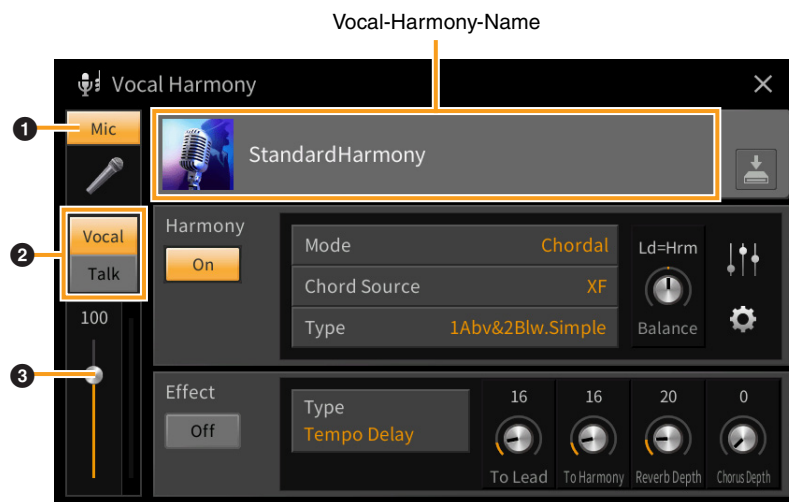 Vocal-Harmony-Name
Vocal Harmony
1
Mic
StandardHarmony
2
Vocal
Talk
Harmony
On
Mode Chordal
Chord Source XF
Type 1Abv&2Blw.Simple
Ld=Hrm
Balance
3
100
Effect
Off
Type
Tempo Delay
16 16 20 0
To Lead To Harmony Reverb Depth Chorus Depth